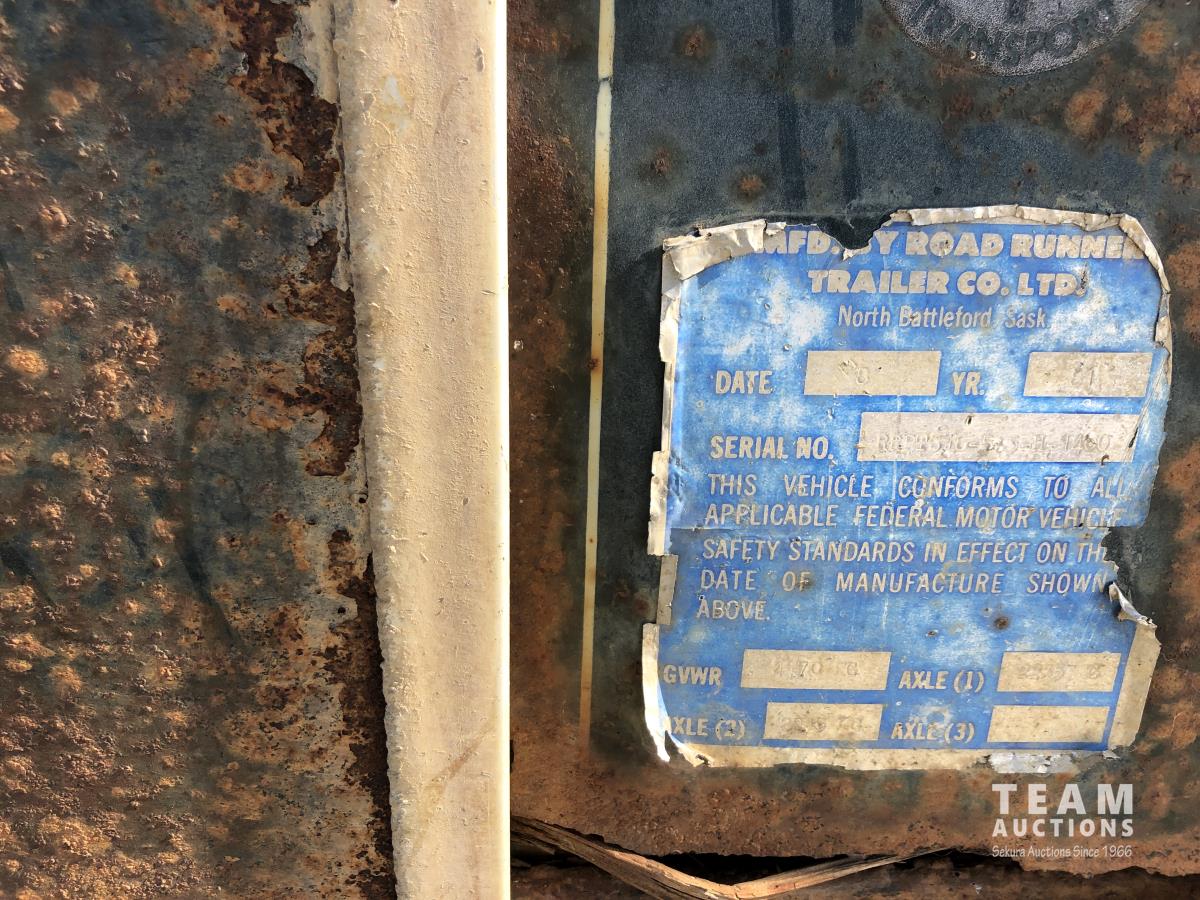 TRANSPORT
MFD. BY ROAD RUNNER
TRAILER CO. LTD.
North Battleford, Sask.
DATE 8 YR.
SERIAL NO.
THIS VEHICLE CONFORMS TO ALL
APPLICABLE FEDERAL MOTOR VEHICLE
SAFETY STANDARDS IN EFFECT ON THE
DATE OF MANUFACTURE SHOWN
ABOVE.
GVWR AXLE (1)
AXLE (2) AXLE (3)
TEAM
AUCTIONS
Sekura Auctions Since 1966